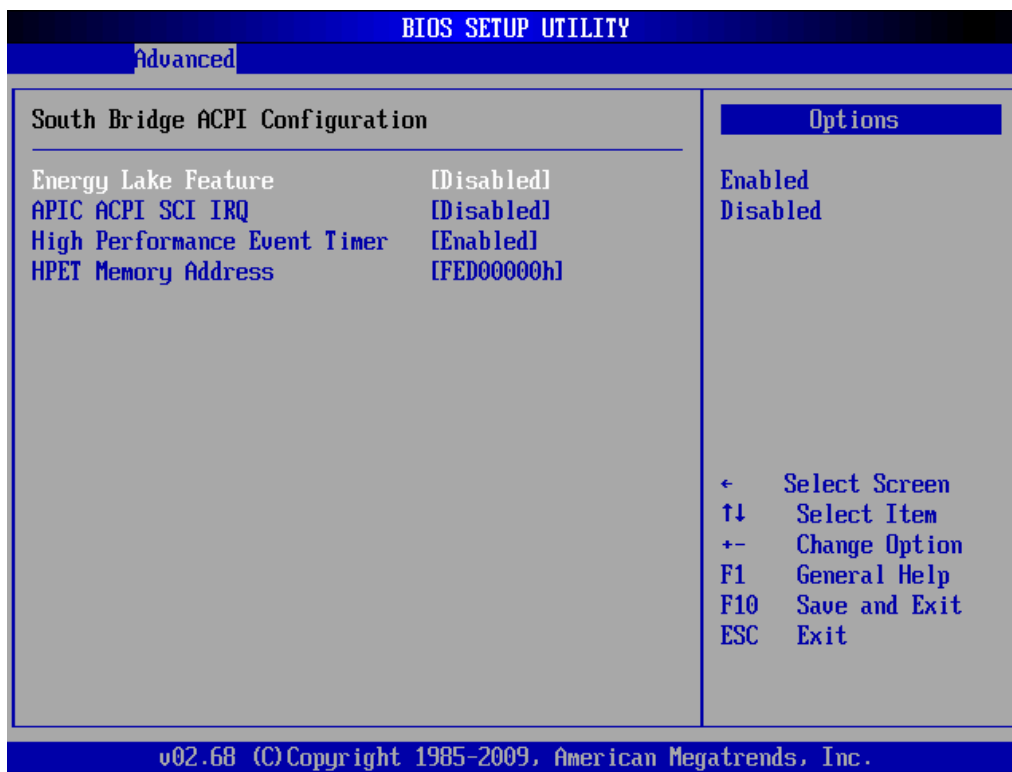 BIOS SETUP UTILITY
Advanced
South Bridge ACPI Configuration
Energy Lake Feature [Disabled]
APIC ACPI SCI IRQ [Disabled]
High Performance Event Timer [Enabled]
HPET Memory Address [FED00000h]
Options
Enabled
Disabled
← Select Screen
↑↓ Select Item
+- Change Option
F1 General Help
F10 Save and Exit
ESC Exit
v02.68 (C)Copyright 1985-2009, American Megatrends, Inc.